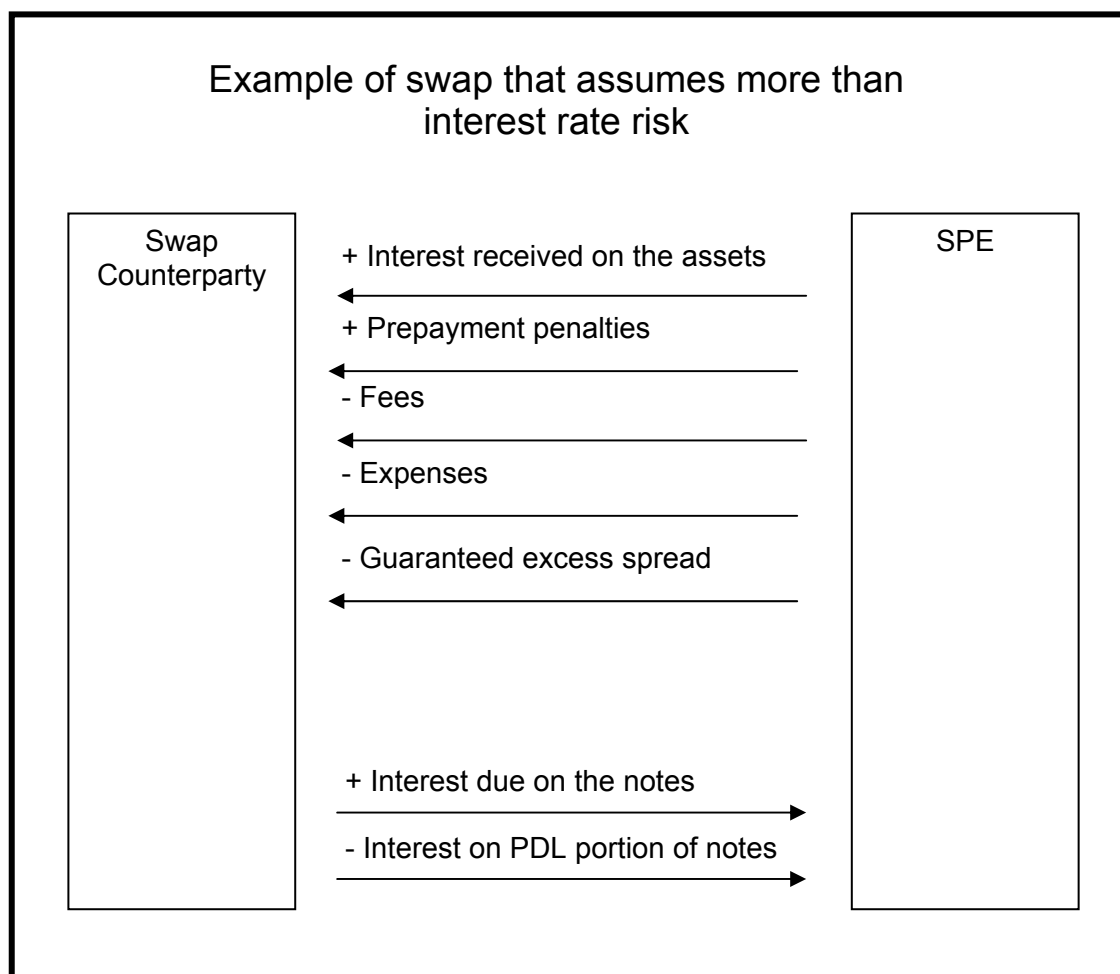 Example of swap that assumes more than
interest rate risk
Swap
Counterparty
SPE
+ Interest received on the assets
+ Prepayment penalties
- Fees
- Expenses
- Guaranteed excess spread
+ Interest due on the notes
- Interest on PDL portion of notes